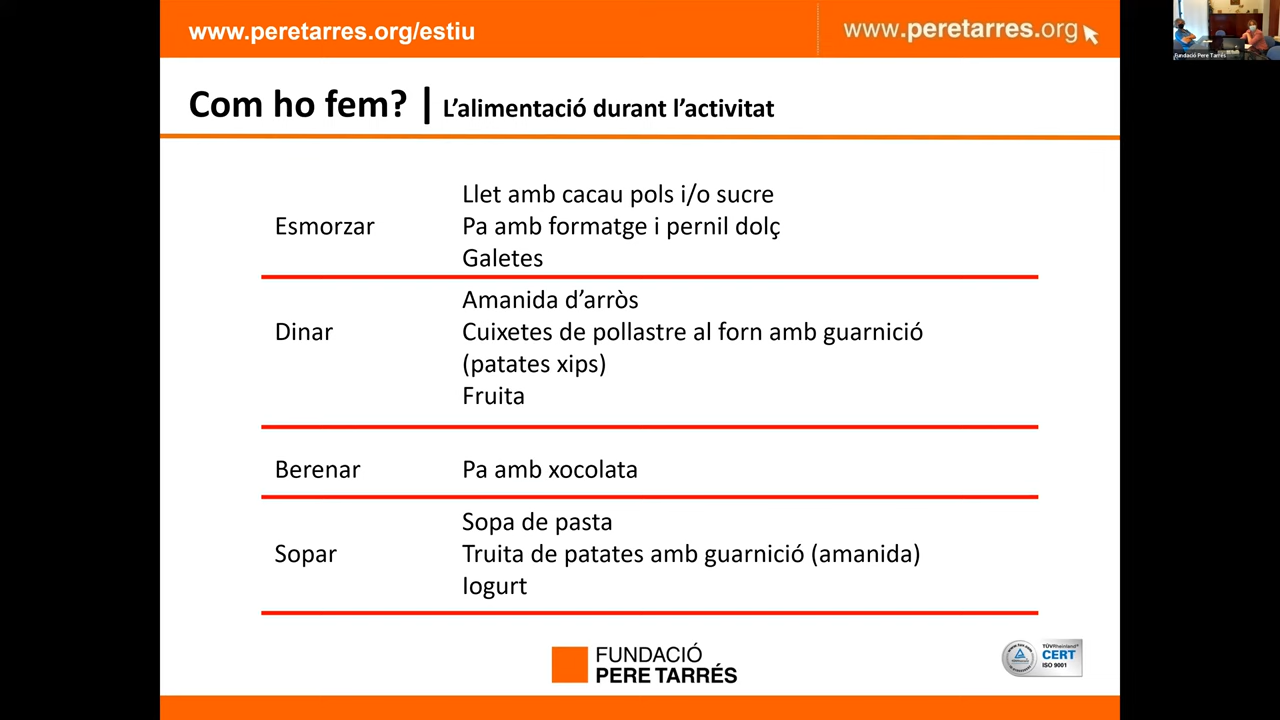 www.peretarres.org/estiu
www.peretarres.org
Fundació Pere Tarrés
Com ho fem? | L’alimentació durant l’activitat
Esmorzar
Llet amb cacau pols i/o sucre
Pa amb formatge i pernil dolç
Galetes
Dinar
Amanida d’arròs
Cuixetes de pollastre al forn amb guarnició
(patates xips)
Fruita
Berenar
Pa amb xocolata
Sopar
Sopa de pasta
Truita de patates amb guarnició (amanida)
Iogurt
FUNDACIÓ
PERE TARRÉS
TÜVRheinland
CERT
ISO 9001